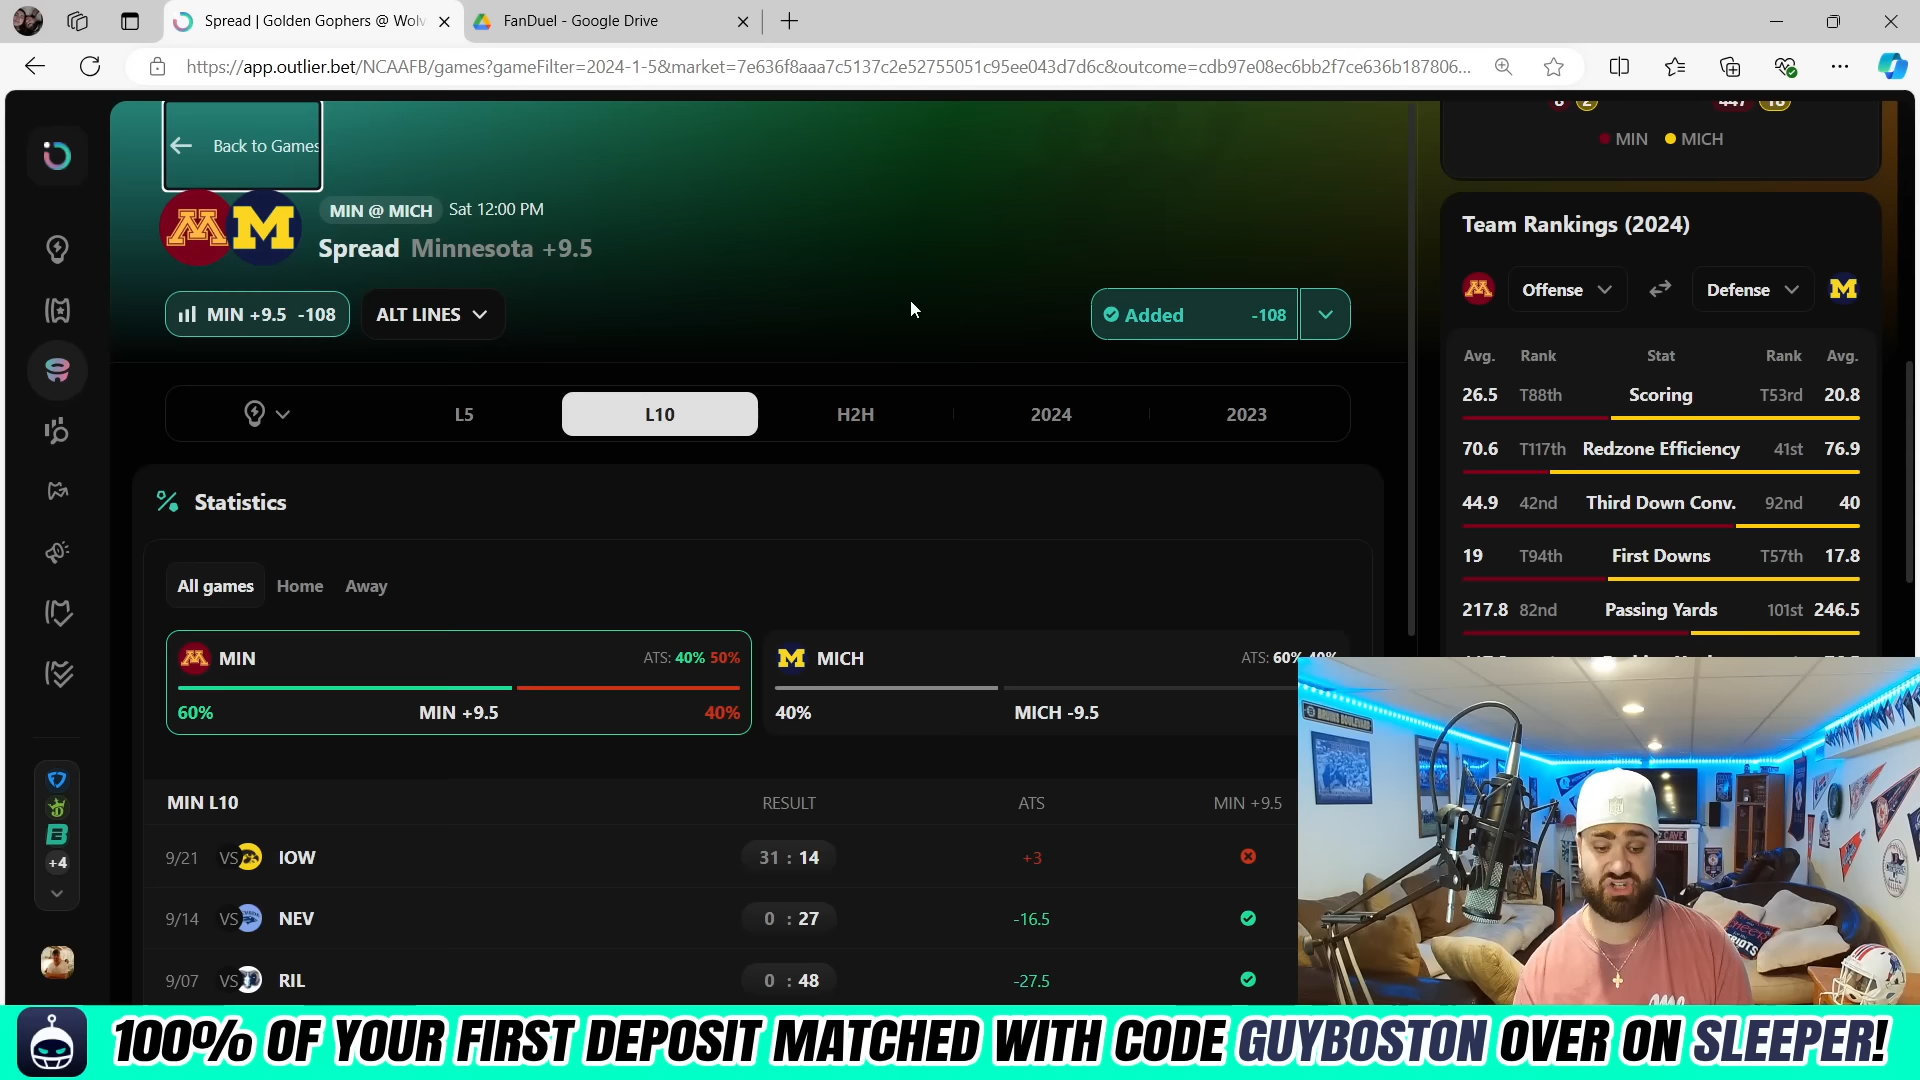 Spread | Golden Gophers @ Wolv
FanDuel - Google Drive
https://app.outlier.bet/NCAAFB/games?gameFilter=2024-1-5&market=7e636f8aaa7c5137c2e52755051c95ee043d7d6c&outcome=cdb97e08ec6bb2f7ce636b187806...
Back to Games
MIN @ MICH Sat 12:00 PM
Spread Minnesota +9.5
MIN +9.5 -108
ALT LINES
Added -108
L5 L10 H2H 2024 2023
Statistics
All games Home Away
MIN ATS: 40% 50%
60% MIN +9.5 40%
MICH ATS: 60% 40%
40% MICH -9.5
MIN L10 RESULT ATS MIN +9.5
9/21 VS IOW 31 : 14 +3
9/14 VS NEV 0 : 27 -16.5
9/07 VS RIL 0 : 48 -27.5
+4
8 2 447 16
MIN MICH
Team Rankings (2024)
Offense Defense
Avg. Rank Stat Rank Avg.
26.5 T88th Scoring T53rd 20.8
70.6 T117th Redzone Efficiency 41st 76.9
44.9 42nd Third Down Conv. 92nd 40
19 T94th First Downs T57th 17.8
217.8 82nd Passing Yards 101st 246.5
100% OF YOUR FIRST DEPOSIT MATCHED WITH CODE GUYBOSTON OVER ON SLEEPER!